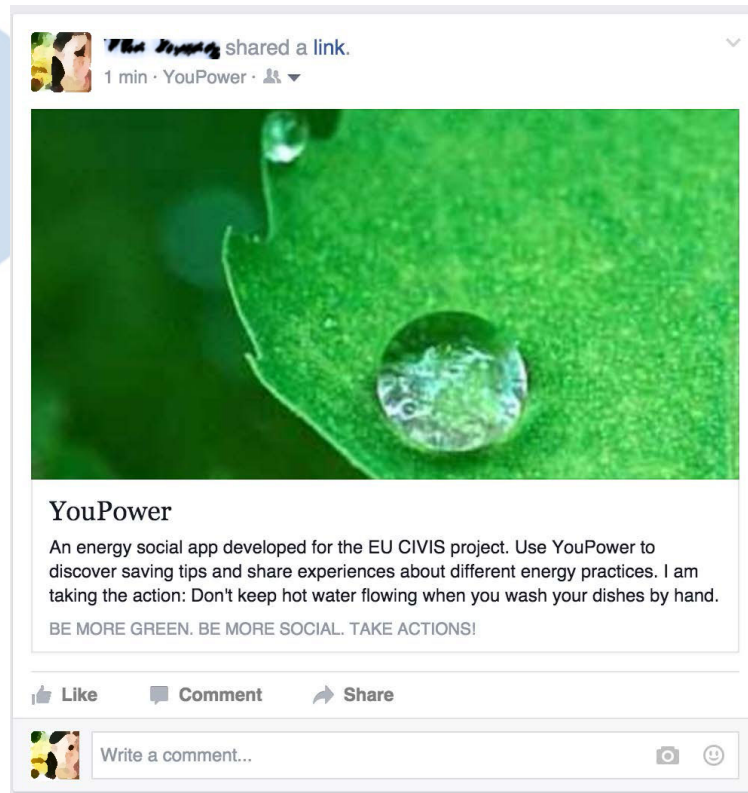 shared a link.
1 min · YouPower ·
YouPower
An energy social app developed for the EU CIVIS project. Use YouPower to
discover saving tips and share experiences about different energy practices. I am
taking the action: Don't keep hot water flowing when you wash your dishes by hand.
BE MORE GREEN. BE MORE SOCIAL. TAKE ACTIONS!
Like Comment Share
Write a comment...